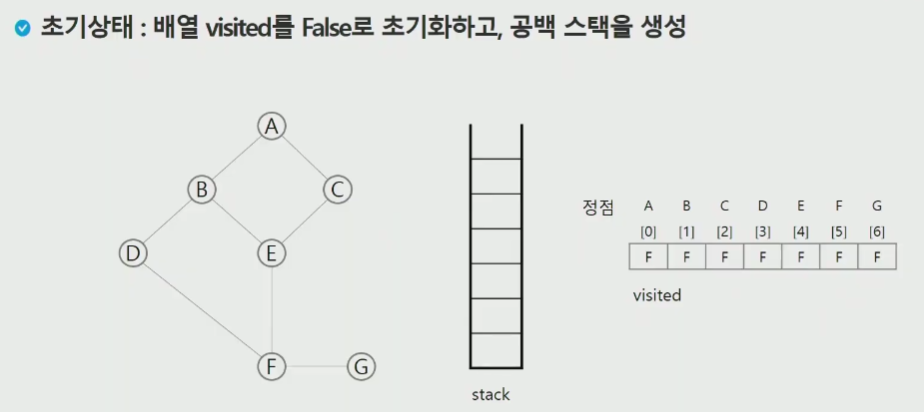 초기상태 : 배열 visited를 False로 초기화하고, 공백 스택을 생성
A
B
C
D
E
F
G
stack
정점 A B C D E F G
[0] [1] [2] [3] [4] [5] [6]
F F F F F F F
visited